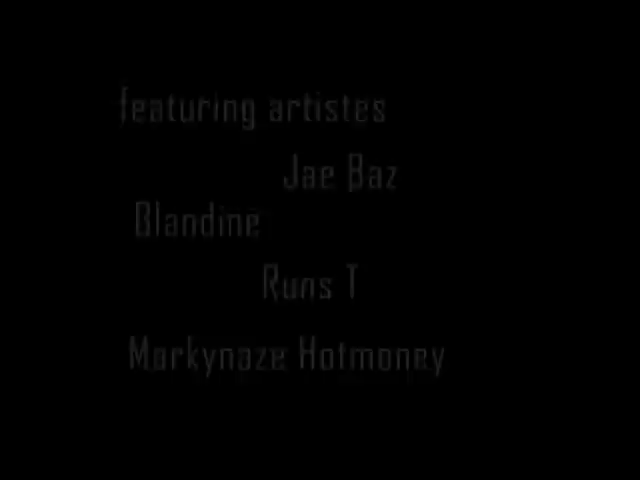 featuring artistes
Jae Baz
Blandine
Runs T
Markynaze Hotmoney